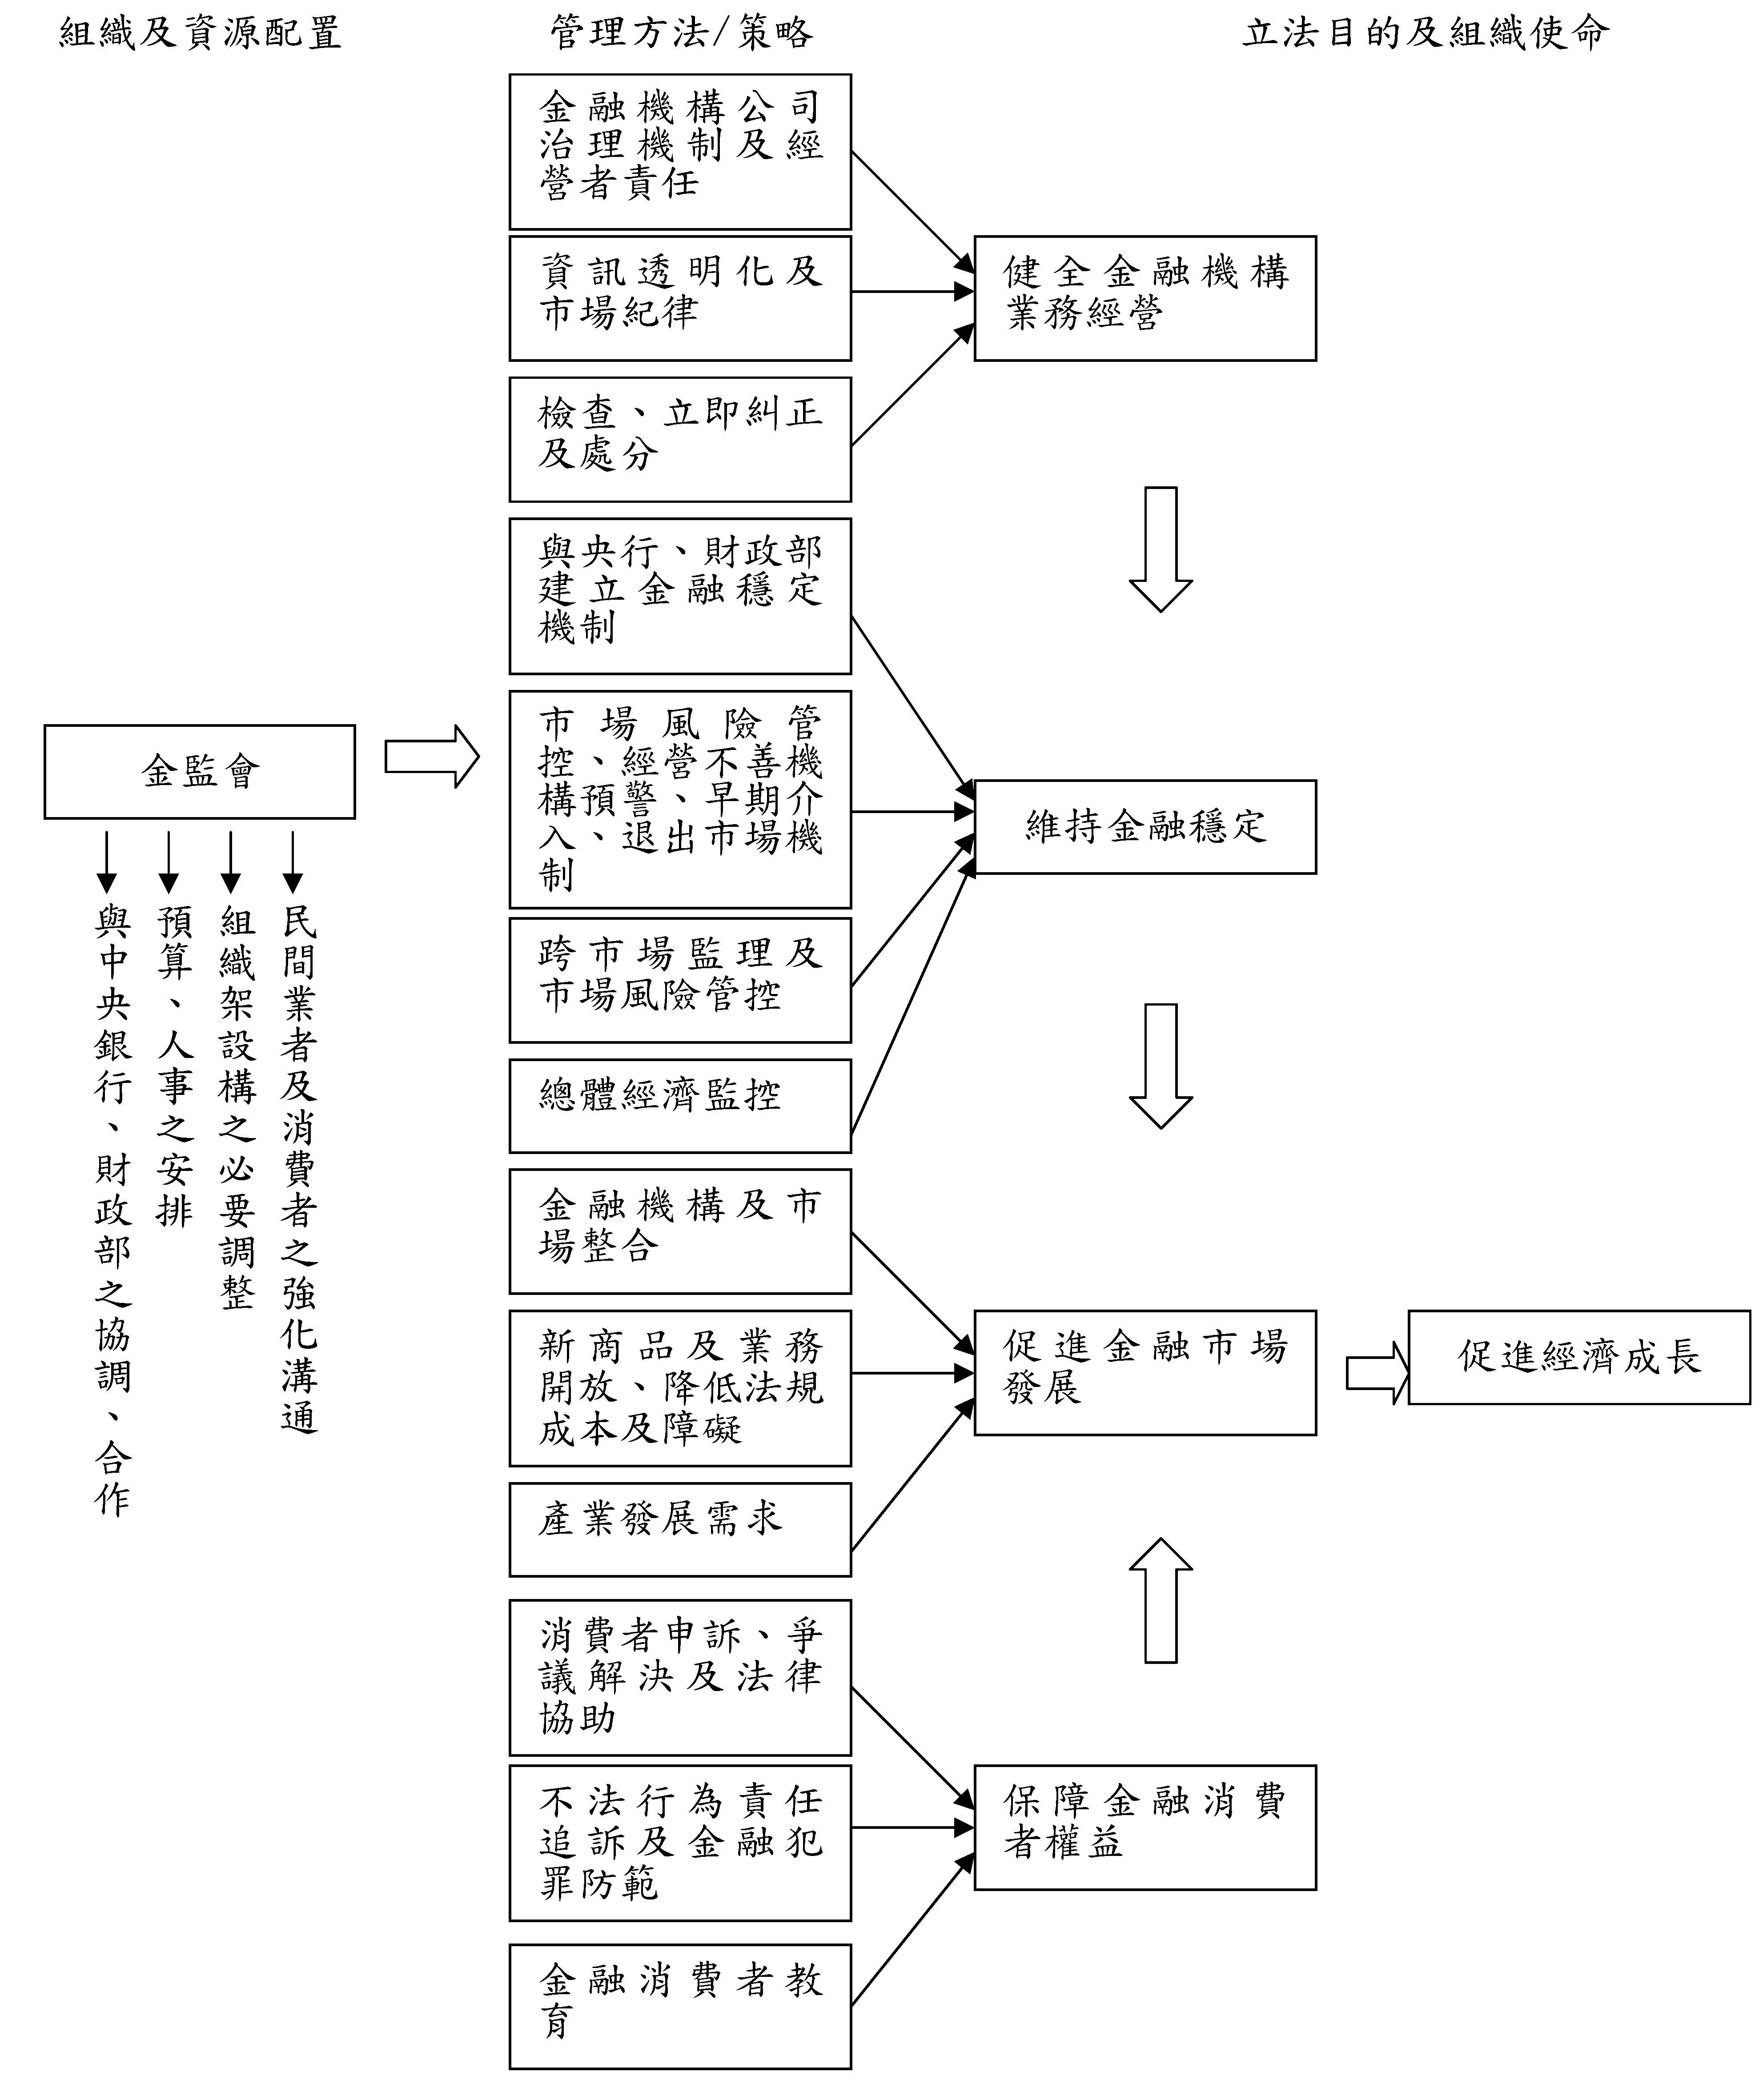 組織及資源配置
管理方法/策略
立法目的及組織使命
金監會
與中央銀行、財政部之協調、合作
預算、人事之安排
組織架設構之必要調整
民間業者及消費者之強化溝通
金融機構公司
治理機制及經
營者責任
資訊透明化及
市場紀律
檢查、立即糾正
及處分
與央行、財政部
建立金融穩定
機制
市場風險管
控、經營不善機
構預警、早期介
入、退出市場機
制
跨市場監理及
市場風險管控
總體經濟監控
金融機構及市
場整合
新商品及業務
開放、降低法規
成本及障礙
產業發展需求
消費者申訴、爭
議解決及法律
協助
不法行為責任
追訴及金融犯
罪防範
金融消費者教
育
健全金融機構
業務經營
維持金融穩定
促進金融市場
發展
保障金融消費
者權益
促進經濟成長